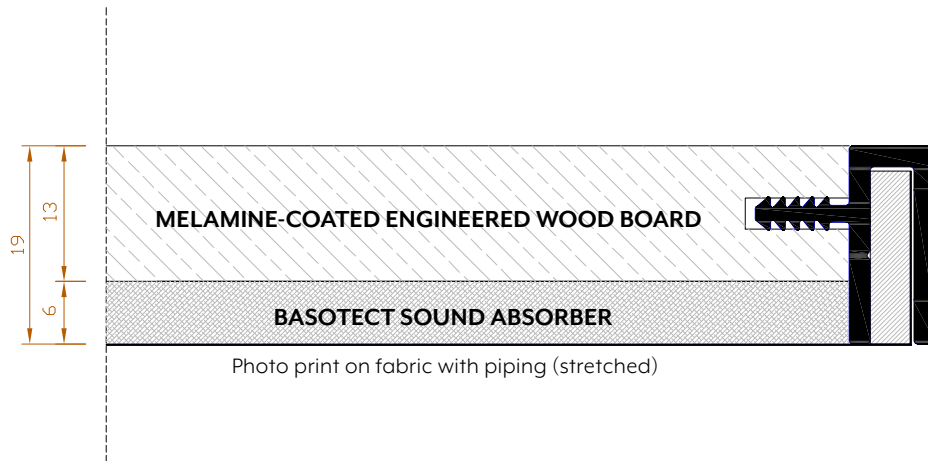 19
13
6
MELAMINE-COATED ENGINEERED WOOD BOARD
BASOTECT SOUND ABSORBER
Photo print on fabric with piping (stretched)